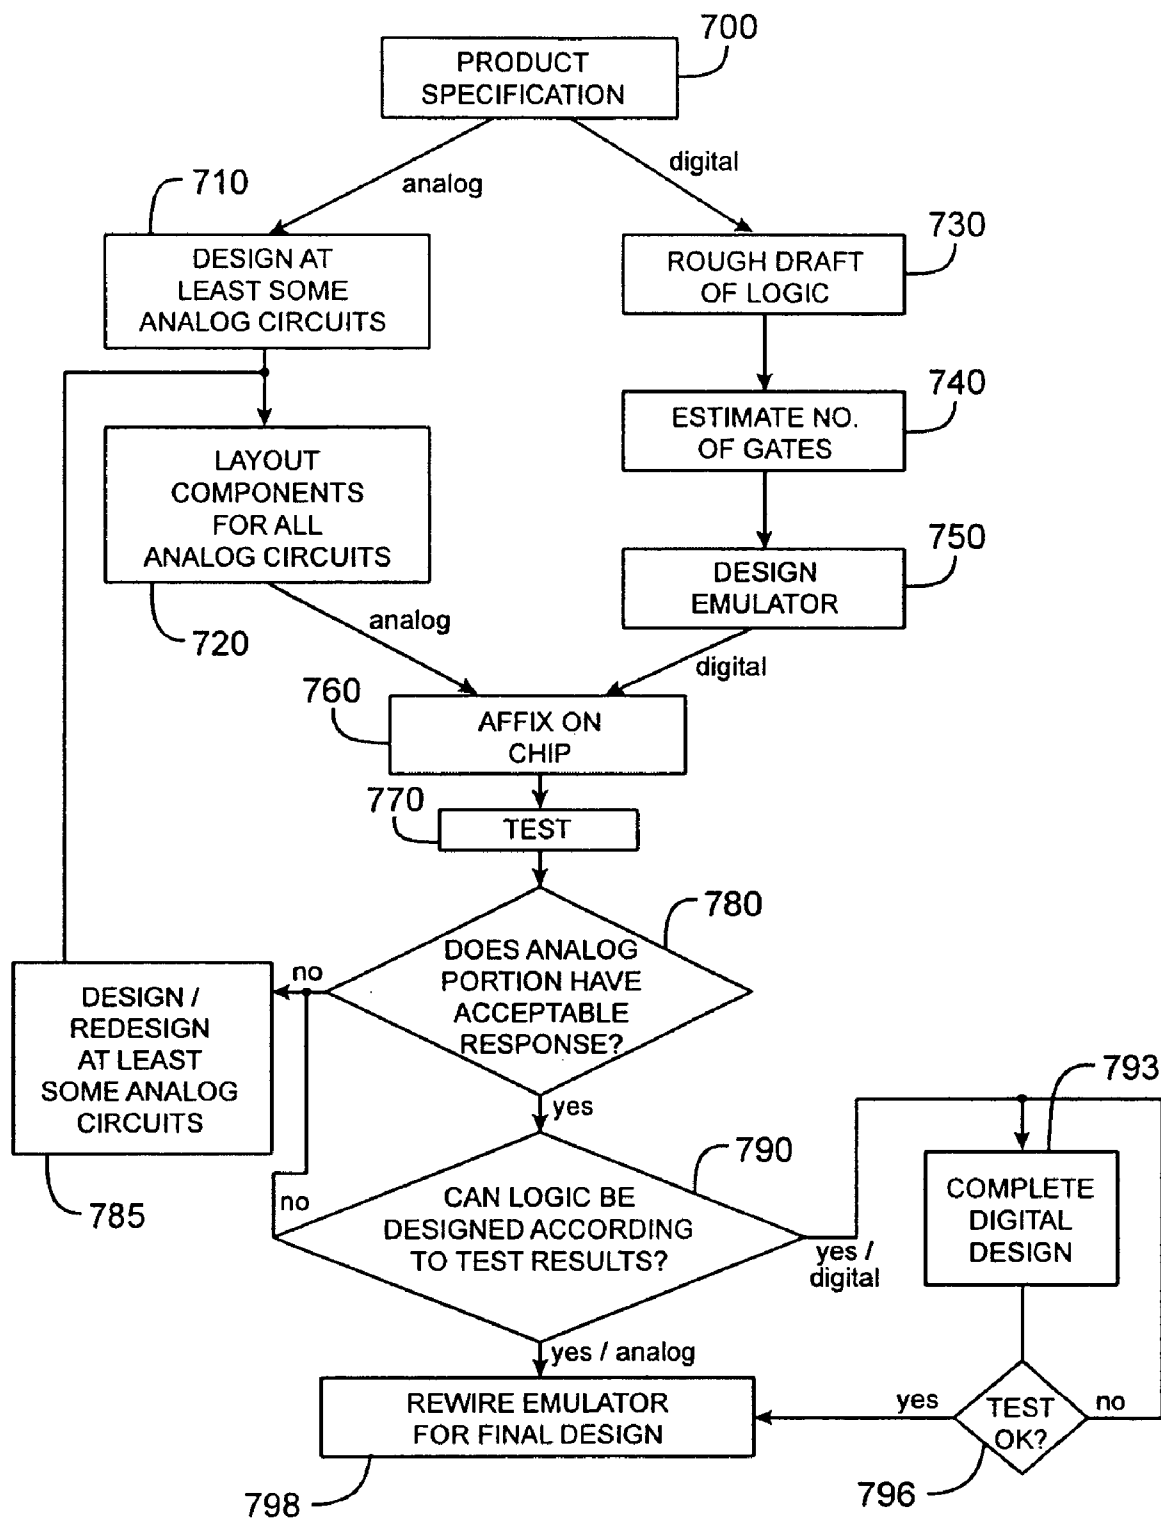 700
PRODUCT
SPECIFICATION
analog
digital
710
DESIGN AT
LEAST SOME
ANALOG CIRCUITS
730
ROUGH DRAFT
OF LOGIC
740
ESTIMATE NO.
OF GATES
LAYOUT
COMPONENTS
FOR ALL
ANALOG CIRCUITS
720
750
DESIGN
EMULATOR
analog
digital
760
AFFIX ON
CHIP
770
TEST
780
DOES ANALOG
PORTION HAVE
ACCEPTABLE
RESPONSE?
no
DESIGN /
REDESIGN
AT LEAST
SOME ANALOG
CIRCUITS
785
yes
790
CAN LOGIC BE
DESIGNED ACCORDING
TO TEST RESULTS?
no
yes /
digital
793
COMPLETE
DIGITAL
DESIGN
yes / analog
REWIRE EMULATOR
FOR FINAL DESIGN
798
yes
TEST
OK?
no
796